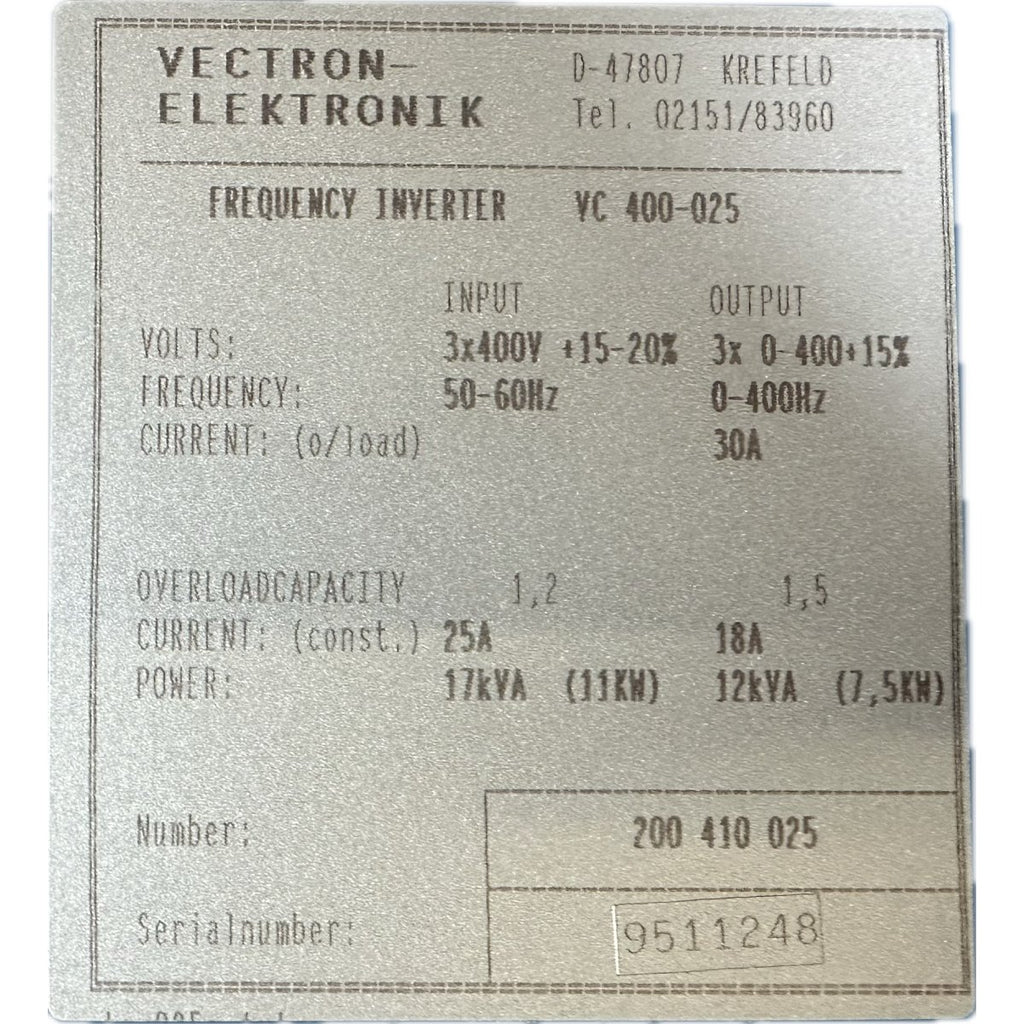 VECTRON- D-47807 KREFELD
ELEKTRONIK Tel. 02151/83960
FREQUENCY INVERTER VC 400-025
INPUT OUTPUT
VOLTS: 3x400V +15-20% 3x 0-400+15%
FREQUENCY: 50-60Hz 0-400Hz
CURRENT: (o/load) 30A
OVERLOADCAPACITY 1,2 1,5
CURRENT: (const.) 25A 18A
POWER: 17kVA (11KW) 12kVA (7,5KW)
Number: 200 410 025
Serialnumber: 9511248